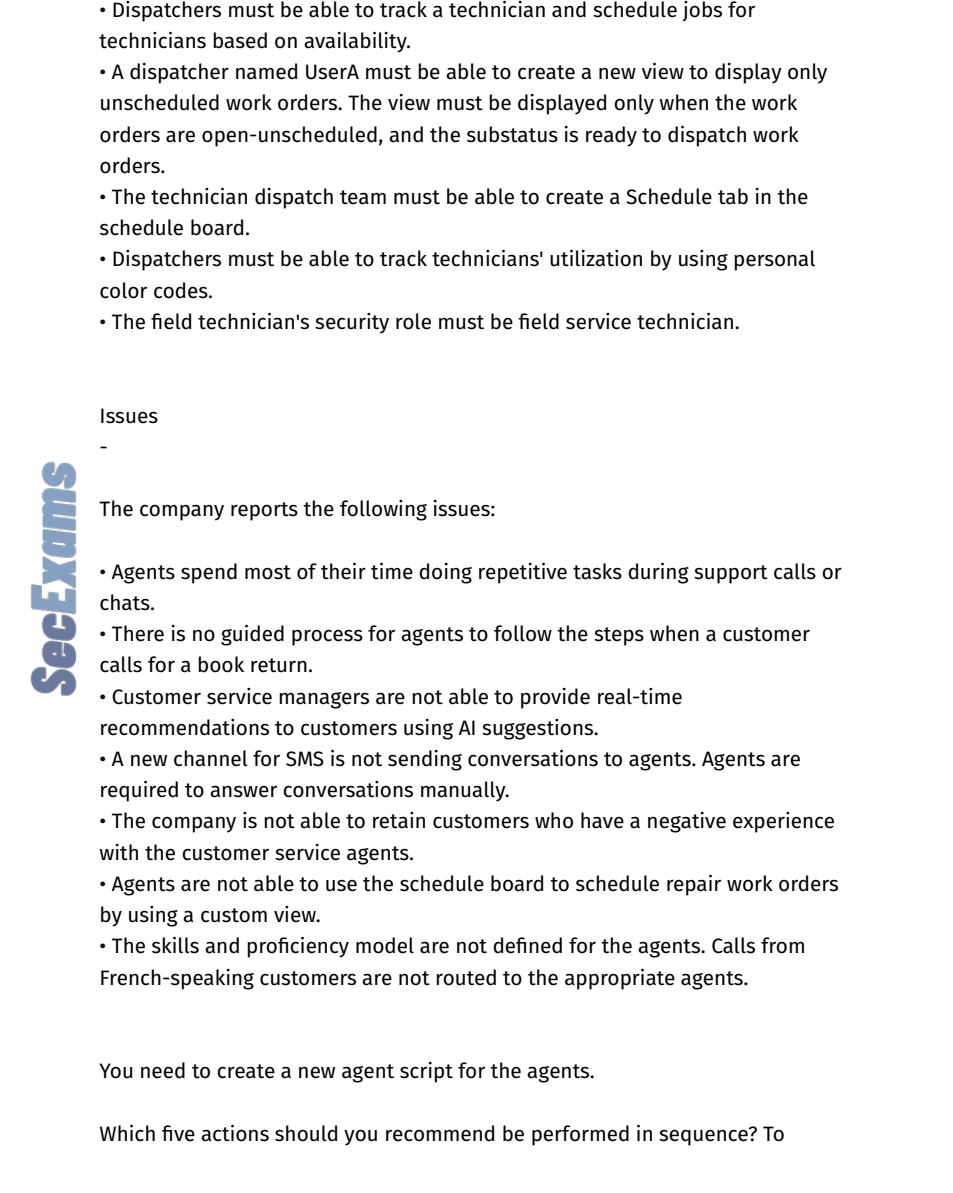 • Dispatchers must be able to track a technician and schedule jobs for
technicians based on availability.
• A dispatcher named UserA must be able to create a new view to display only
unscheduled work orders. The view must be displayed only when the work
orders are open-unscheduled, and the substatus is ready to dispatch work
orders.
• The technician dispatch team must be able to create a Schedule tab in the
schedule board.
• Dispatchers must be able to track technicians' utilization by using personal
color codes.
• The field technician's security role must be field service technician.
Issues
-
The company reports the following issues:
• Agents spend most of their time doing repetitive tasks during support calls or
chats.
• There is no guided process for agents to follow the steps when a customer
calls for a book return.
• Customer service managers are not able to provide real-time
recommendations to customers using AI suggestions.
• A new channel for SMS is not sending conversations to agents. Agents are
required to answer conversations manually.
• The company is not able to retain customers who have a negative experience
with the customer service agents.
• Agents are not able to use the schedule board to schedule repair work orders
by using a custom view.
• The skills and proficiency model are not defined for the agents. Calls from
French-speaking customers are not routed to the appropriate agents.
You need to create a new agent script for the agents.
Which five actions should you recommend be performed in sequence? To
SecExams